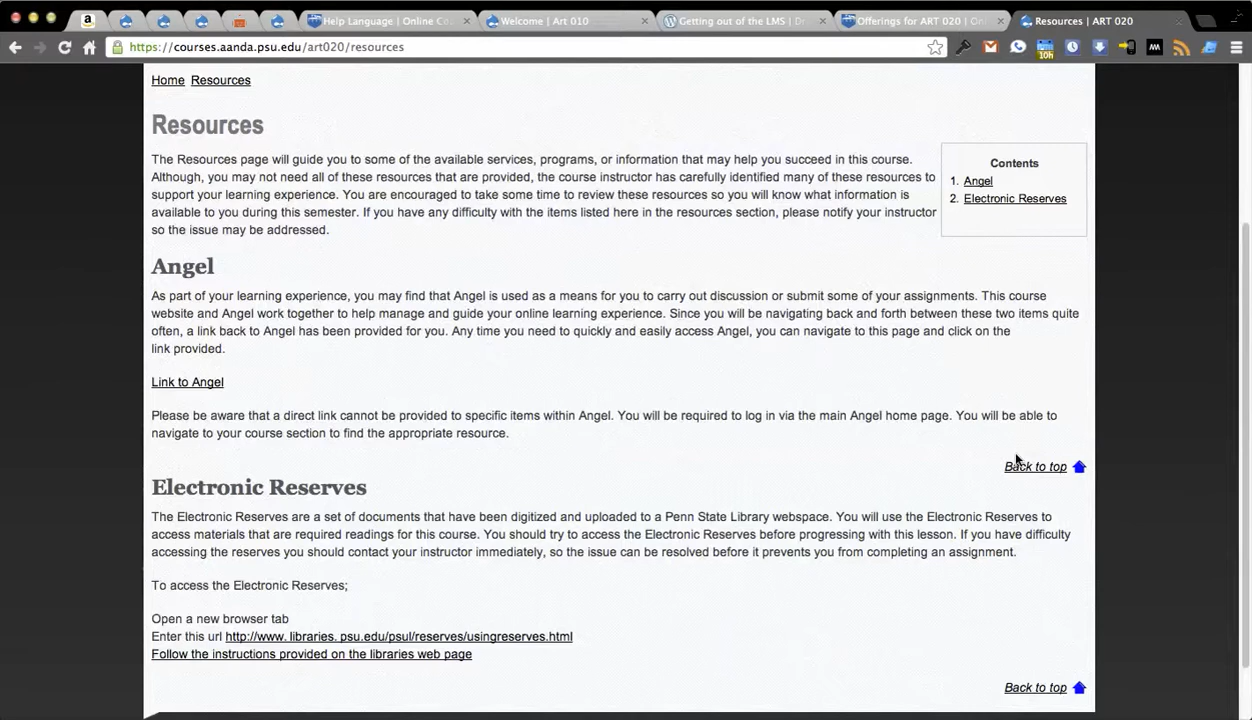 Help Language | Online Co
Welcome | Art 010
Getting out of the LMS | Dr
Offerings for ART 020 | Onl
Resources | ART 020
https://courses.aanda.psu.edu/art020/resources
10h
Home Resources
Resources
The Resources page will guide you to some of the available services, programs, or information that may help you succeed in this course.
Although, you may not need all of these resources that are provided, the course instructor has carefully identified many of these resources to
support your learning experience. You are encouraged to take some time to review these resources so you will know what information is
available to you during this semester. If you have any difficulty with the items listed here in the resources section, please notify your instructor
so the issue may be addressed.
Contents
1. Angel
2. Electronic Reserves
Angel
As part of your learning experience, you may find that Angel is used as a means for you to carry out discussion or submit some of your assignments. This course
website and Angel work together to help manage and guide your online learning experience. Since you will be navigating back and forth between these two items quite
often, a link back to Angel has been provided for you. Any time you need to quickly and easily access Angel, you can navigate to this page and click on the
link provided.
Link to Angel
Please be aware that a direct link cannot be provided to specific items within Angel. You will be required to log in via the main Angel home page. You will be able to
navigate to your course section to find the appropriate resource.
Back to top
Electronic Reserves
The Electronic Reserves are a set of documents that have been digitized and uploaded to a Penn State Library webspace. You will use the Electronic Reserves to
access materials that are required readings for this course. You should try to access the Electronic Reserves before progressing with this lesson. If you have difficulty
accessing the reserves you should contact your instructor immediately, so the issue can be resolved before it prevents you from completing an assignment.
To access the Electronic Reserves;
Open a new browser tab
Enter this url http://www. libraries. psu.edu/psul/reserves/usingreserves.html
Follow the instructions provided on the libraries web page
Back to top